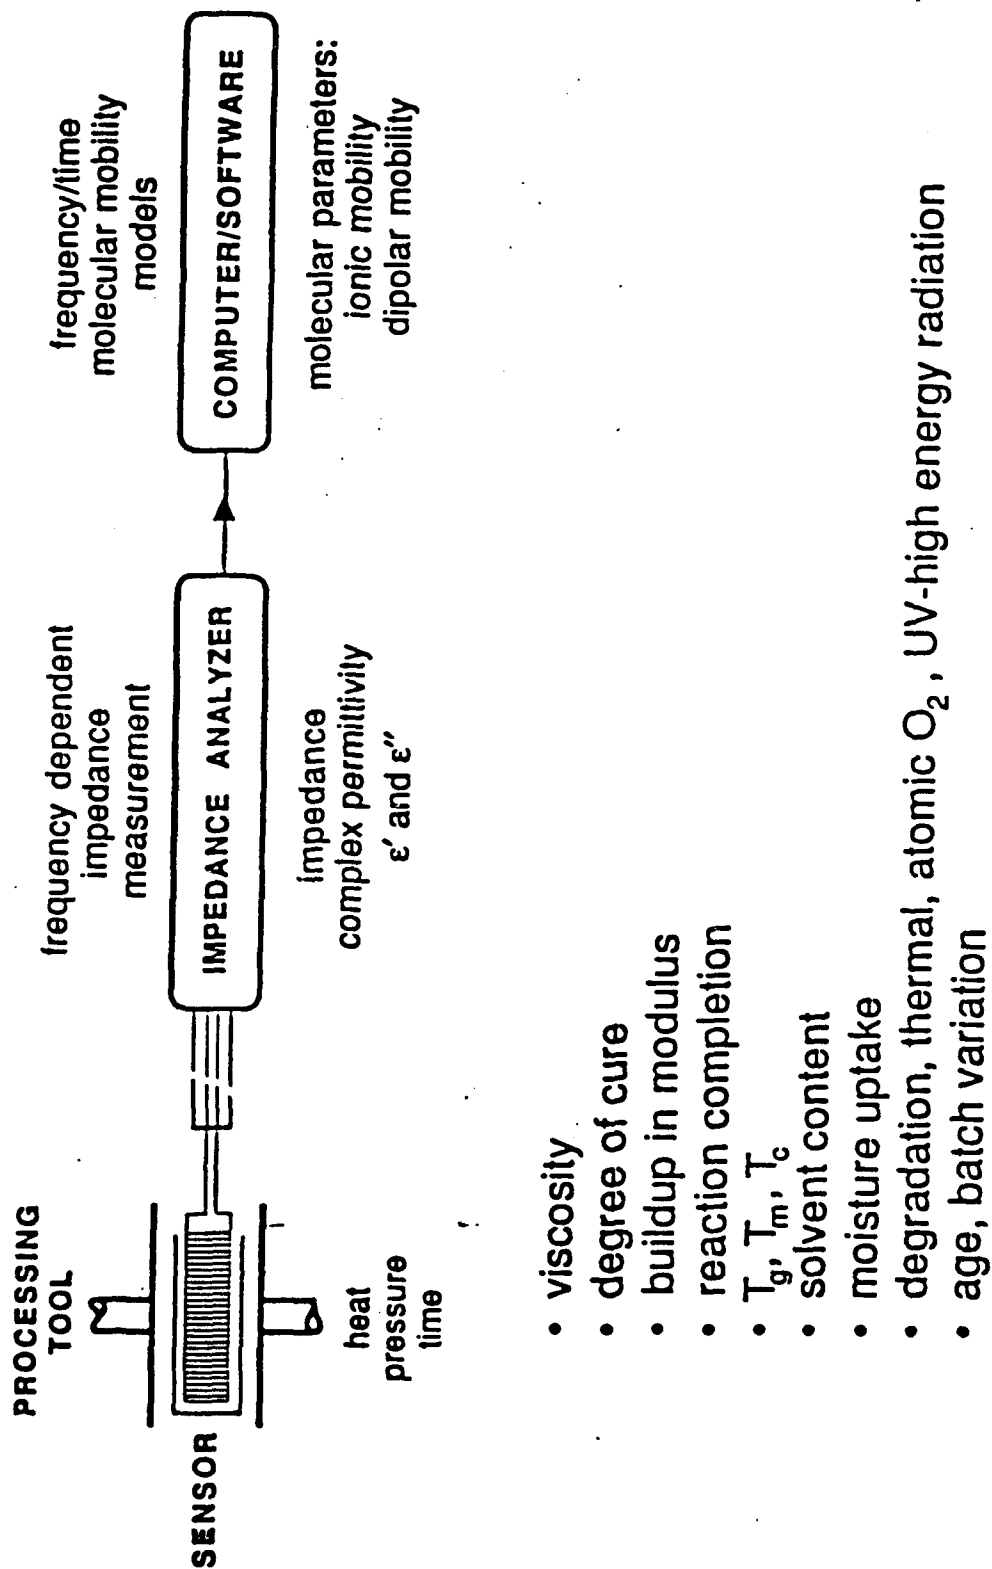 PROCESSING
TOOL
SENSOR
heat
pressure
time
frequency dependent
impedance
measurement
IMPEDANCE ANALYZER
impedance
complex permittivity
ε′ and ε″
frequency/time
molecular mobility
models
COMPUTER/SOFTWARE
molecular parameters:
ionic mobility
dipolar mobility
• viscosity
• degree of cure
• buildup in modulus
• reaction completion
• Tg, Tm, Tc
• solvent content
• moisture uptake
• degradation, thermal, atomic O2, UV-high energy radiation
• age, batch variation